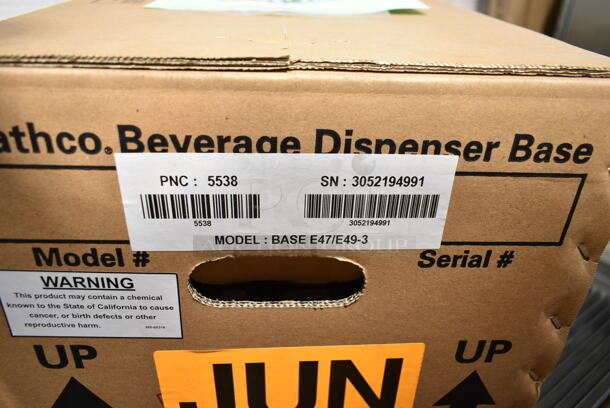 athco® Beverage Dispenser Base
PNC : 5538 SN : 3052194991
5538 3052194991
MODEL : BASE E47/E49-3
Model # Serial #
WARNING
This product may contain a chemical
known to the State of California to cause
cancer, or birth defects or other
reproductive harm.
UP UP
JUN